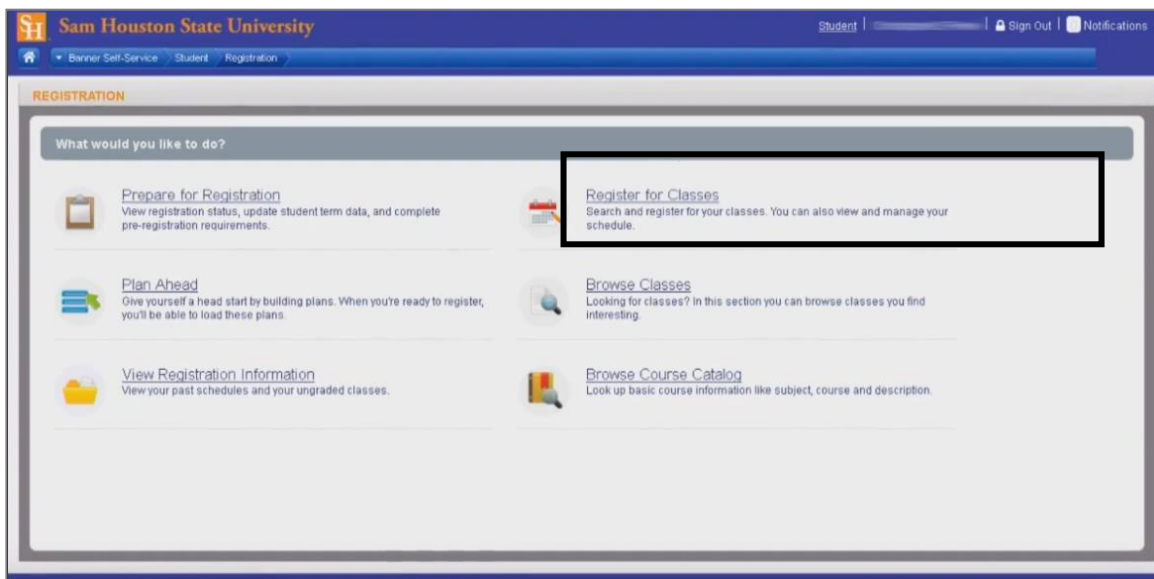 SH Sam Houston State University
Student | | Sign Out | Notifications
Banner Self-Service Student Registration
REGISTRATION
What would you like to do?
Prepare for Registration
View registration status, update student term data, and complete
pre-registration requirements.
Register for Classes
Search and register for your classes. You can also view and manage your
schedule.
Plan Ahead
Give yourself a head start by building plans. When you're ready to register,
you'll be able to load these plans.
Browse Classes
Looking for classes? In this section you can browse classes you find
interesting.
View Registration Information
View your past schedules and your ungraded classes.
Browse Course Catalog
Look up basic course information like subject, course and description.